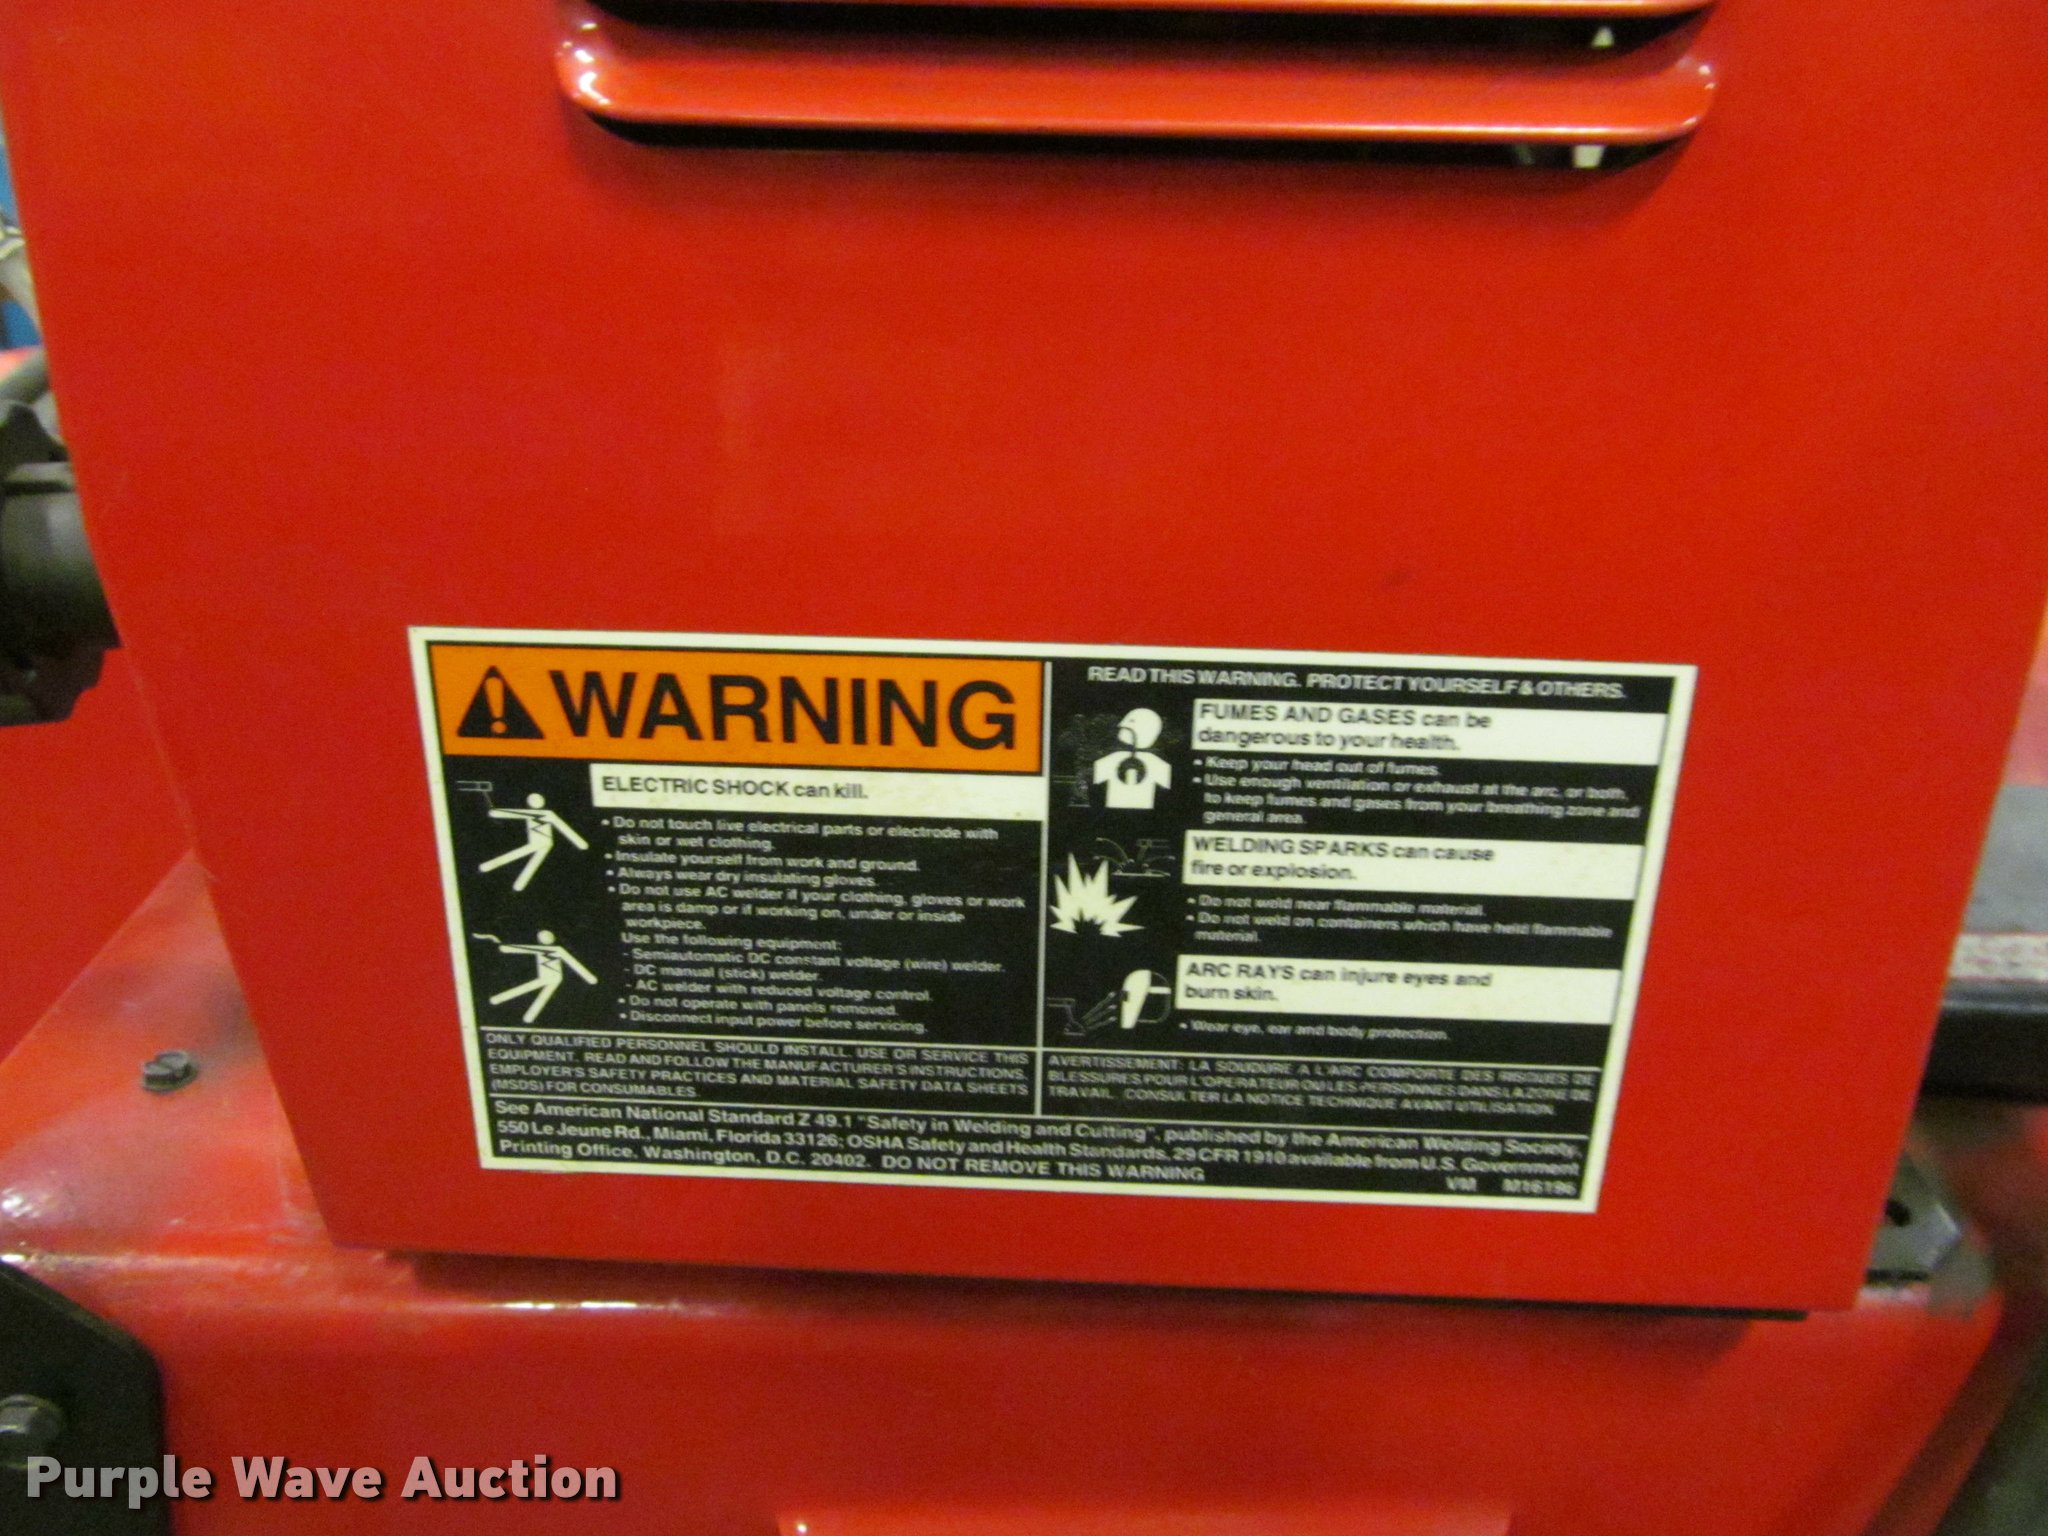 WARNING
ELECTRIC SHOCK can kill.
• Do not touch live electrical parts or electrode with
skin or wet clothing.
• Insulate yourself from work and ground.
• Always wear dry insulating gloves.
• Do not use AC welder if your clothing, gloves or work
area is damp or if working on, under or inside
workpiece.
Use the following equipment:
- Semiautomatic DC constant voltage (wire) welder.
- DC manual (stick) welder.
- AC welder with reduced voltage control.
• Do not operate with panels removed.
• Disconnect input power before servicing.
READ THIS WARNING. PROTECT YOURSELF & OTHERS.
FUMES AND GASES can be
dangerous to your health.
• Keep your head out of fumes.
• Use enough ventilation or exhaust at the arc, or both,
to keep fumes and gases from your breathing zone and
general area.
WELDING SPARKS can cause
fire or explosion.
• Do not weld near flammable material.
• Do not weld on containers which have held flammable
material.
ARC RAYS can injure eyes and
burn skin.
• Wear eye, ear and body protection.
ONLY QUALIFIED PERSONNEL SHOULD INSTALL, USE OR SERVICE THIS
EQUIPMENT. READ AND FOLLOW THE MANUFACTURER'S INSTRUCTIONS,
EMPLOYER'S SAFETY PRACTICES AND MATERIAL SAFETY DATA SHEETS
(MSDS) FOR CONSUMABLES.
AVERTISSEMENT: LA SOUDURE A L'ARC COMPORTE DES RISQUES DE
BLESSURES POUR L'OPERATEUR OU LES PERSONNES DANS LA ZONE DE
TRAVAIL. CONSULTER LA NOTICE TECHNIQUE AVANT UTILISATION.
See American National Standard Z 49.1 "Safety in Welding and Cutting", published by the American Welding Society,
550 Le Jeune Rd., Miami, Florida 33126; OSHA Safety and Health Standards, 29 CFR 1910 available from U.S. Government
Printing Office, Washington, D.C. 20402. DO NOT REMOVE THIS WARNING
VM M16196
Purple Wave Auction